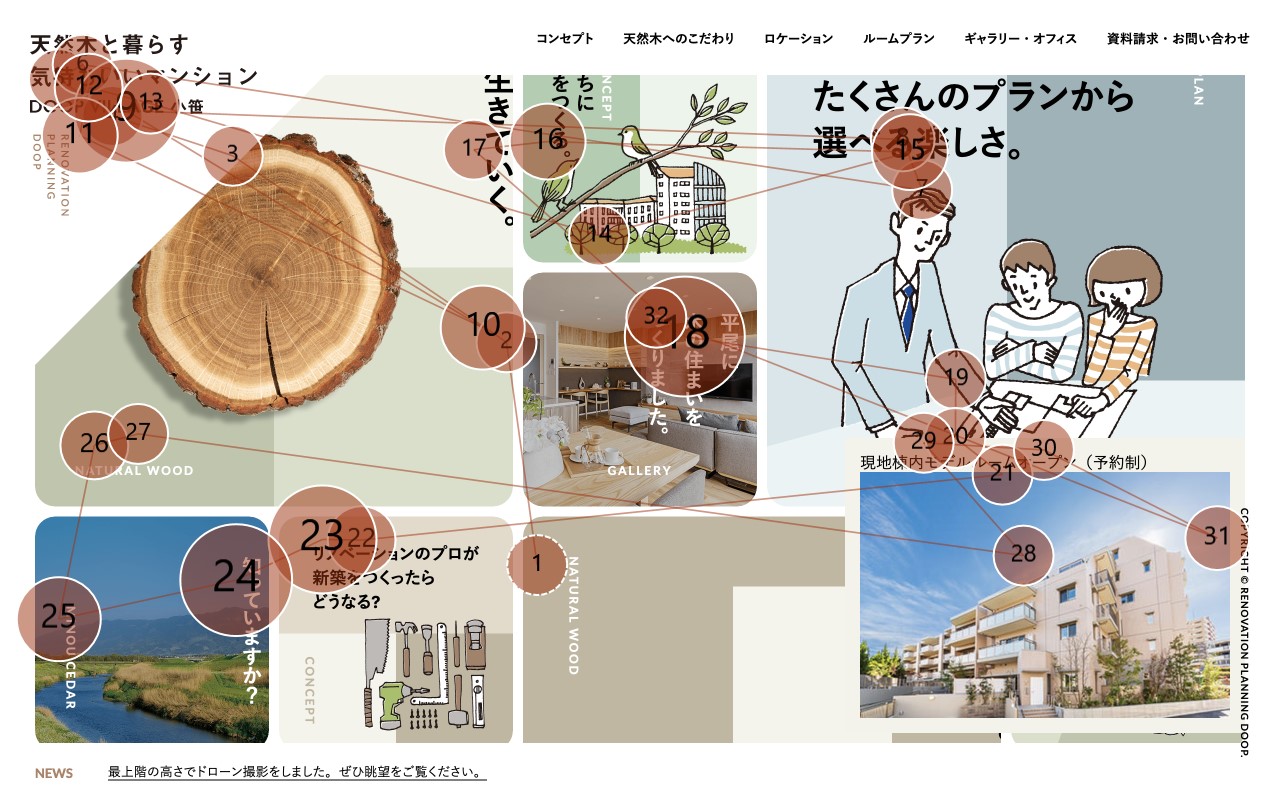 天然木と暮らす
気持ちいいマンション
コンセプト
天然木へのこだわり
ロケーション
ルームプラン
ギャラリー・オフィス
資料請求・お問い合わせ
RENOVATION
PLANNING
DOOP
生きていく。
NATURAL WOOD
ちに
をつくる。
NCEPT
平尾に
住まいを
くりました。
GALLERY
たくさんのプランから
選べる楽しさ。
PLAN
現地棟内モデルルームオープン（予約制）
ていますか？
CEDAR
リノベーションのプロが
新築をつくったら
どうなる?
CONCEPT
NATURAL WOOD
COPYRIGHT © RENOVATION PLANNING DOOP.
NEWS
最上階の高さでドローン撮影をしました。ぜひ眺望をご覧ください。
1
2
3
6
7
9
10
11
12
13
14
15
16
17
18
19
20
21
22
23
24
25
26
27
28
29
30
31
32